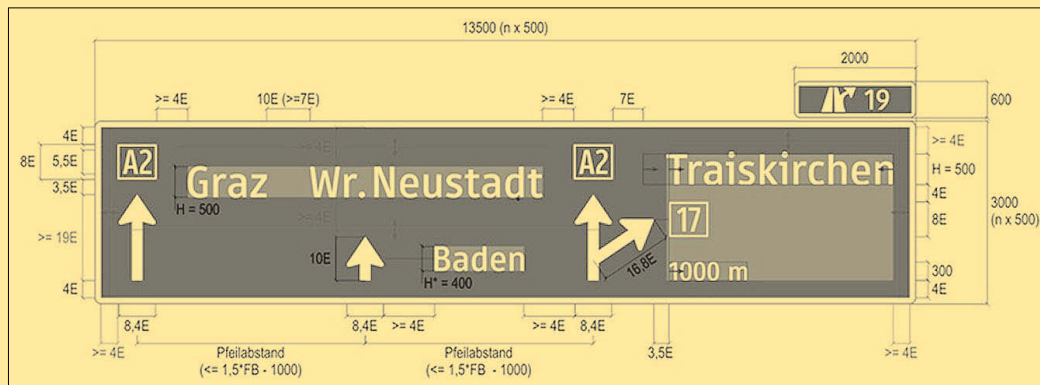 13500 (n x 500)
2000
>= 4E
10E (>=7E)
>= 4E
7E
19
600
4E
8E
5,5E
3,5E
>= 19E
4E
>= 4E
>= 4E
A2
Graz Wr. Neustadt
H = 500
A2
Traiskirchen
17
1000 m
10E
Baden
H* = 400
16,8E
>= 4E
H = 500
4E
8E
3000
(n x 500)
300
4E
8,4E
8,4E
>= 4E
>= 4E
8,4E
>= 4E
3,5E
>= 4E
Pfeilabstand
(<= 1,5*FB - 1000)
Pfeilabstand
(<= 1,5*FB - 1000)